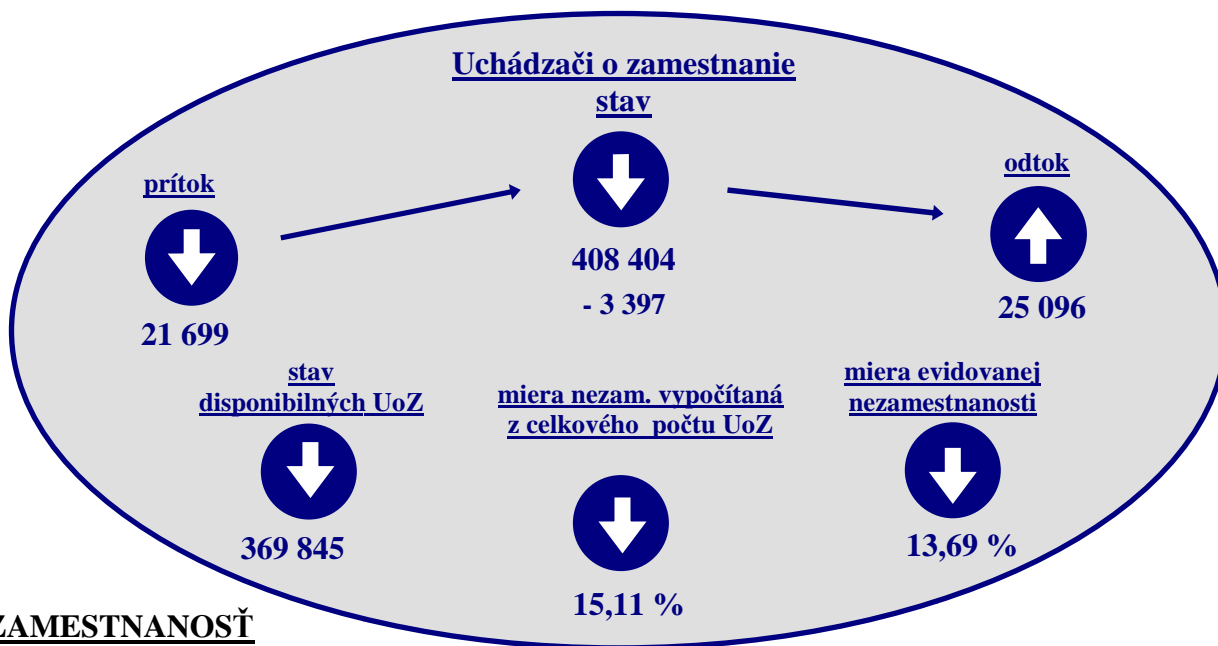 Uchádzači o zamestnanie
stav
prítok
odtok
408 404
- 3 397
21 699
25 096
stav
disponibilných UoZ
miera nezam. vypočítaná
z celkového počtu UoZ
miera evidovanej
nezamestnanosti
369 845
15,11 %
13,69 %
ZAMESTNANOSŤ